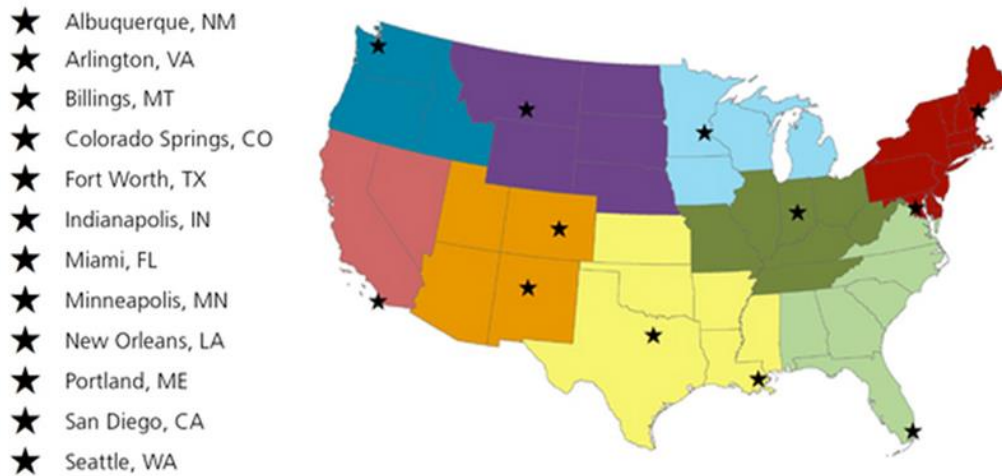 Albuquerque, NM
Arlington, VA
Billings, MT
Colorado Springs, CO
Fort Worth, TX
Indianapolis, IN
Miami, FL
Minneapolis, MN
New Orleans, LA
Portland, ME
San Diego, CA
Seattle, WA